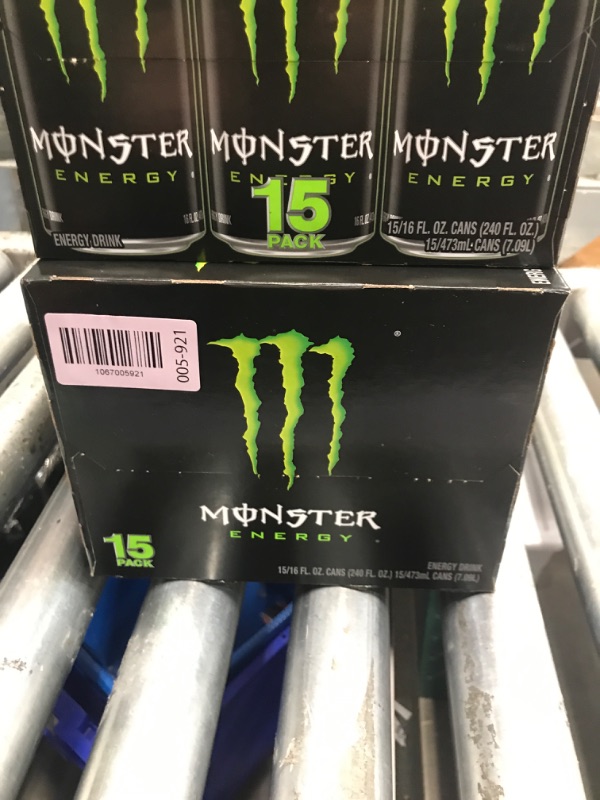 MONSTER MONSTER MONSTER
ENERGY ENERGY ENERGY
15
PACK
ENERGY DRINK
15/16 FL. OZ. CANS (240 FL. OZ.)
15/473mL CANS (7.09L)
1067005921
005-921
®
MONSTER
ENERGY
15
PACK
ENERGY DRINK
15/16 FL. OZ. CANS (240 FL. OZ.) 15/473mL CANS (7.09L)